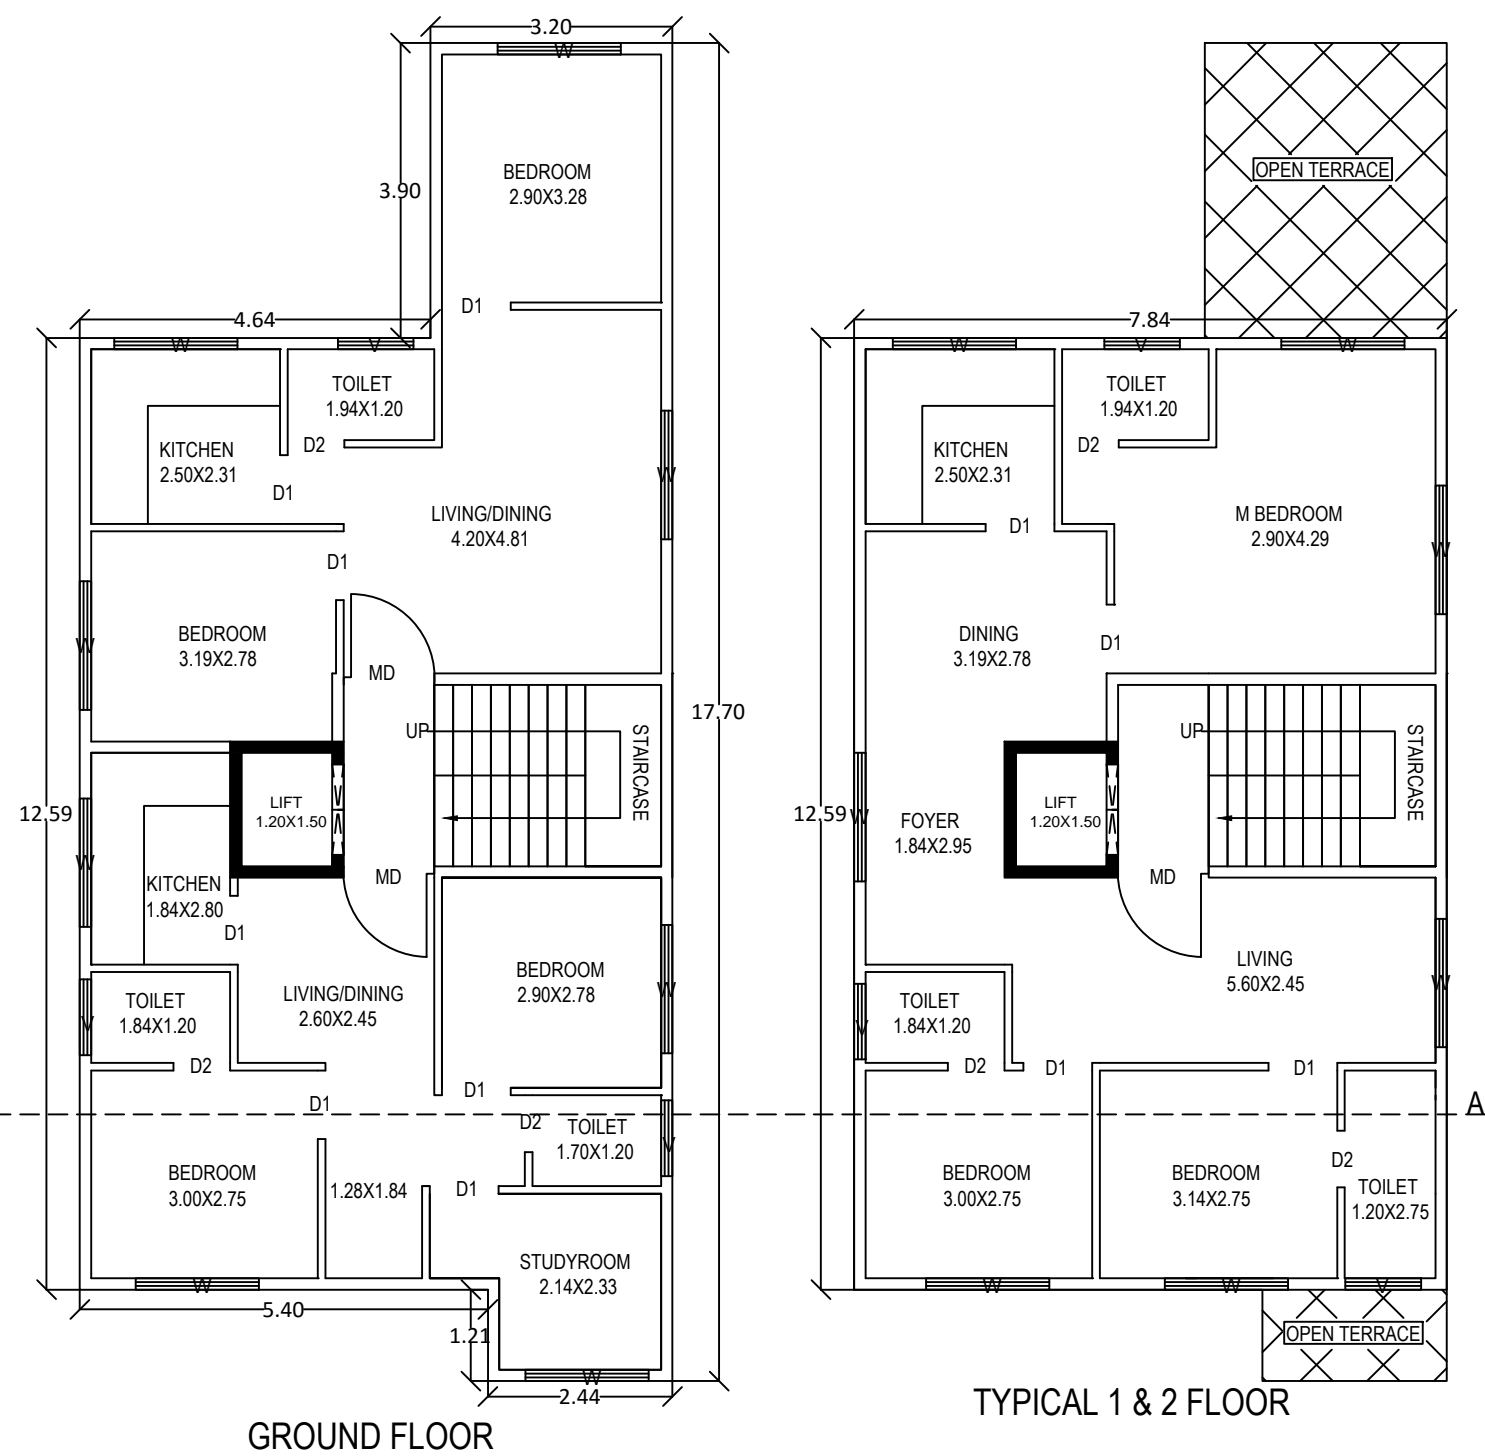 3.20
W
3.90
BEDROOM
2.90X3.28
D1
4.64
W
V
TOILET
1.94X1.20
D2
KITCHEN
2.50X2.31
D1
W
LIVING/DINING
4.20X4.81
D1
BEDROOM
3.19X2.78
W
MD
17.70
UP
STAIRCASE
LIFT
1.20X1.50
12.59
W
KITCHEN
1.84X2.80
MD
D1
BEDROOM
2.90X2.78
W
LIVING/DINING
2.60X2.45
TOILET
1.84X1.20
V
D2
D1
D1
D2
TOILET
1.70X1.20
V
BEDROOM
3.00X2.75
1.28X1.84
D1
STUDYROOM
2.14X2.33
W
5.40
1.21
W
2.44
GROUND FLOOR
OPEN TERRACE
7.84
W
V
W
TOILET
1.94X1.20
D2
KITCHEN
2.50X2.31
D1
M BEDROOM
2.90X4.29
W
DINING
3.19X2.78
D1
UP
STAIRCASE
LIFT
1.20X1.50
12.59
W
FOYER
1.84X2.95
MD
LIVING
5.60X2.45
W
TOILET
1.84X1.20
V
D2
D1
D1
A
BEDROOM
3.00X2.75
BEDROOM
3.14X2.75
D2
TOILET
1.20X2.75
W
W
V
OPEN TERRACE
TYPICAL 1 & 2 FLOOR